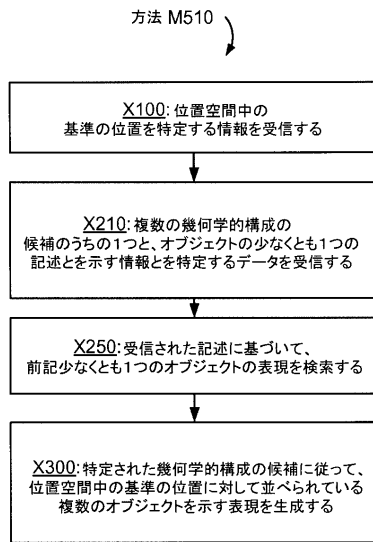 方法 M510
X100:位置空間中の
基準の位置を特定する情報を受信する
X210:複数の幾何学的構成の
候補のうちの1つと、オブジェクトの少なくとも1つの
記述とを示す情報とを特定するデータを受信する
X250:受信された記述に基づいて、
前記少なくとも1つのオブジェクトの表現を検索する
X300:特定された幾何学的構成の候補に従って、
位置空間中の基準の位置に対して並べられている
複数のオブジェクトを示す表現を生成する